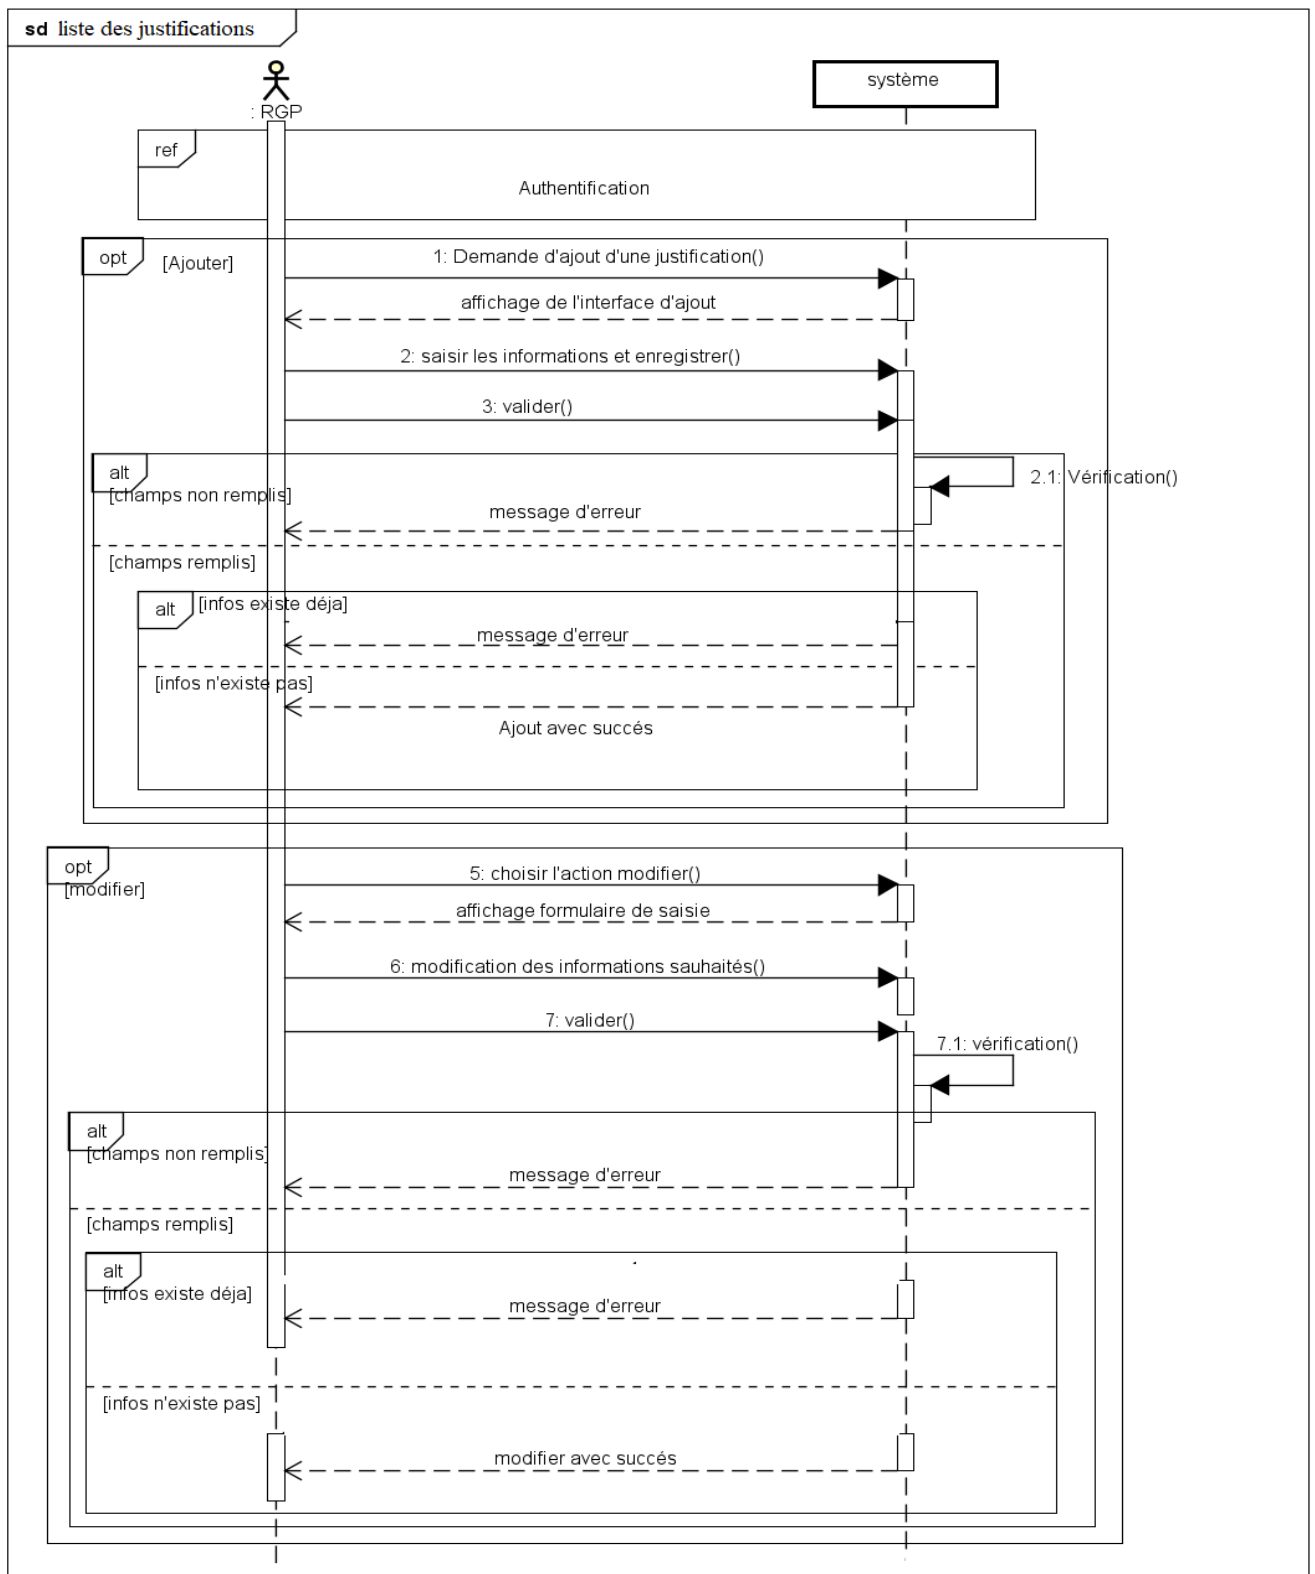 sd liste des justifications
: RGP
système
ref
Authentification
opt
[Ajouter]
1: Demande d'ajout d'une justification()
affichage de l'interface d'ajout
2: saisir les informations et enregistrer()
3: valider()
alt
[champs non remplis]
2.1: Vérification()
message d'erreur
[champs remplis]
alt
[infos existe déja]
message d'erreur
[infos n'existe pas]
Ajout avec succés
opt
[modifier]
5: choisir l'action modifier()
affichage formulaire de saisie
6: modification des informations sauhaités()
7: valider()
7.1: vérification()
alt
[champs non remplis]
message d'erreur
[champs remplis]
alt
[infos existe déja]
message d'erreur
[infos n'existe pas]
modifier avec succés